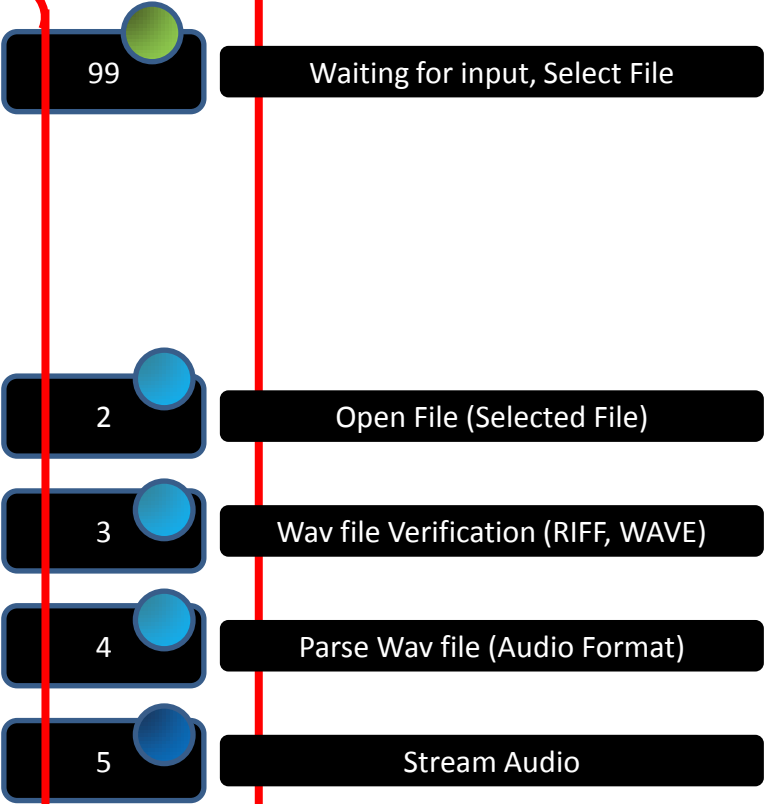 99
Waiting for input, Select File
2
Open File (Selected File)
3
Wav file Verification (RIFF, WAVE)
4
Parse Wav file (Audio Format)
5
Stream Audio